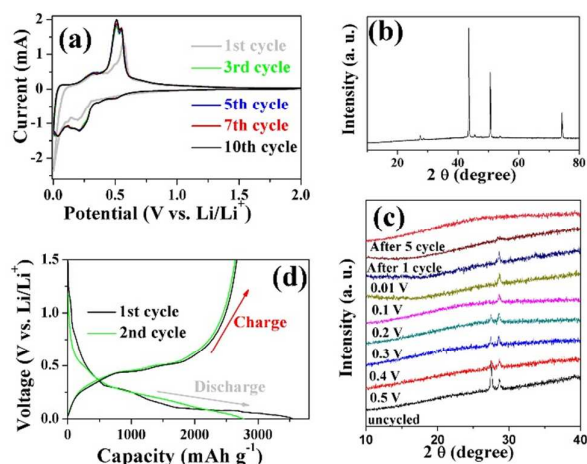 (a)
1st cycle
3rd cycle
5th cycle
7th cycle
10th cycle
Current (mA)
2
1
0
-1
-2
0.0 0.5 1.0 1.5 2.0
Potential (V vs. Li/Li+)
(b)
Intensity (a. u.)
20 40 60 80
2 θ (degree)
(c)
After 5 cycle
After 1 cycle
0.01 V
0.1 V
0.2 V
0.3 V
0.4 V
0.5 V
uncycled
Intensity (a. u.)
10 20 30 40
2 θ (degree)
(d)
1st cycle
2nd cycle
Charge
Discharge
Voltage (V vs. Li/Li+)
1.5
1.0
0.5
0.0
0 1000 2000 3000
Capacity (mAh g-1)